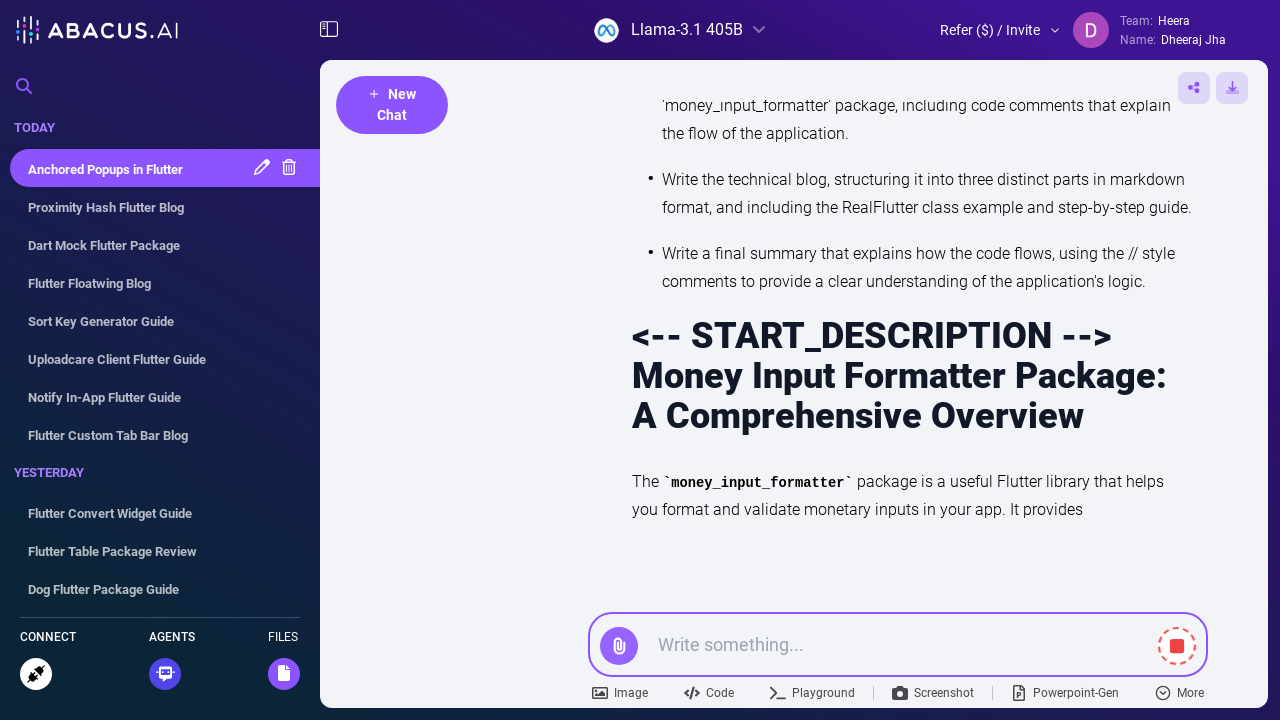 ABACUS.AI
Llama-3.1 405B
Refer ($) / Invite
D
Team: Heera
Name: Dheeraj Jha
TODAY
Anchored Popups in Flutter
Proximity Hash Flutter Blog
Dart Mock Flutter Package
Flutter Floatwing Blog
Sort Key Generator Guide
Uploadcare Client Flutter Guide
Notify In-App Flutter Guide
Flutter Custom Tab Bar Blog
YESTERDAY
Flutter Convert Widget Guide
Flutter Table Package Review
Dog Flutter Package Guide
CONNECT
AGENTS
FILES
+ New
Chat
'money_input_formatter' package, including code comments that explain
the flow of the application.
• Write the technical blog, structuring it into three distinct parts in markdown
format, and including the RealFlutter class example and step-by-step guide.
• Write a final summary that explains how the code flows, using the // style
comments to provide a clear understanding of the application's logic.
<-- START_DESCRIPTION -->
Money Input Formatter Package:
A Comprehensive Overview
The `money_input_formatter` package is a useful Flutter library that helps
you format and validate monetary inputs in your app. It provides
Write something...
Image
Code
Playground
Screenshot
Powerpoint-Gen
More